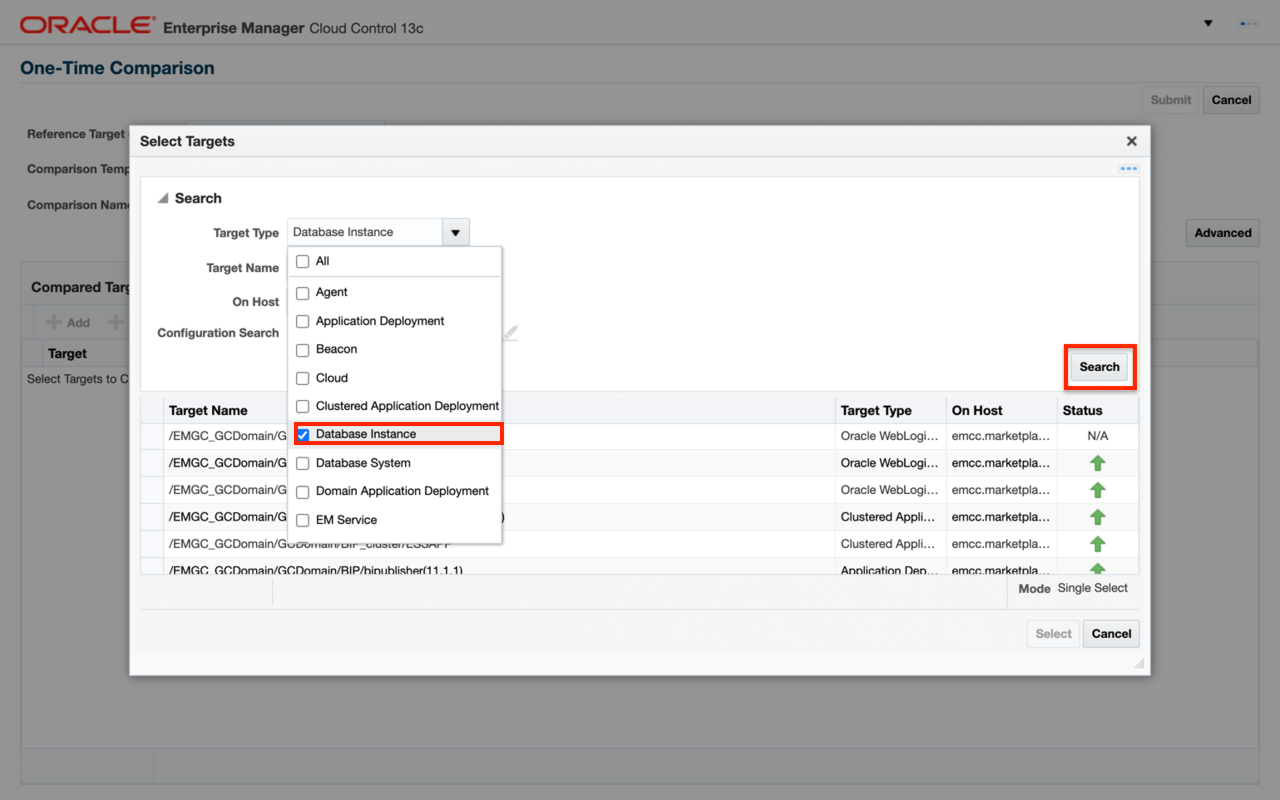 ORACLE® Enterprise Manager Cloud Control 13c
One-Time Comparison
Submit Cancel
Reference Target
Comparison Temp
Comparison Name
Advanced
Compared Targ
Add
Target
Select Targets to C
Select Targets
Search
Target Type Database Instance
Target Name
On Host
Configuration Search
All
Agent
Application Deployment
Beacon
Cloud
Clustered Application Deployment
Database Instance
Database System
Domain Application Deployment
EM Service
Search
Target Name Target Type On Host Status
/EMGC_GCDomain/G Oracle WebLogi... emcc.marketpla... N/A
/EMGC_GCDomain/G Oracle WebLogi... emcc.marketpla...
/EMGC_GCDomain/G Oracle WebLogi... emcc.marketpla...
/EMGC_GCDomain/G ) Clustered Appli... emcc.marketpla...
/EMGC_GCDomain/GCDomain/BIP_cluster/ESSAPP Clustered Appli... emcc.marketpla...
/EMGC_GCDomain/GCDomain/BIP/bipublisher(11.1.1) Application Dep... emcc.marketpla...
Mode Single Select
Select Cancel